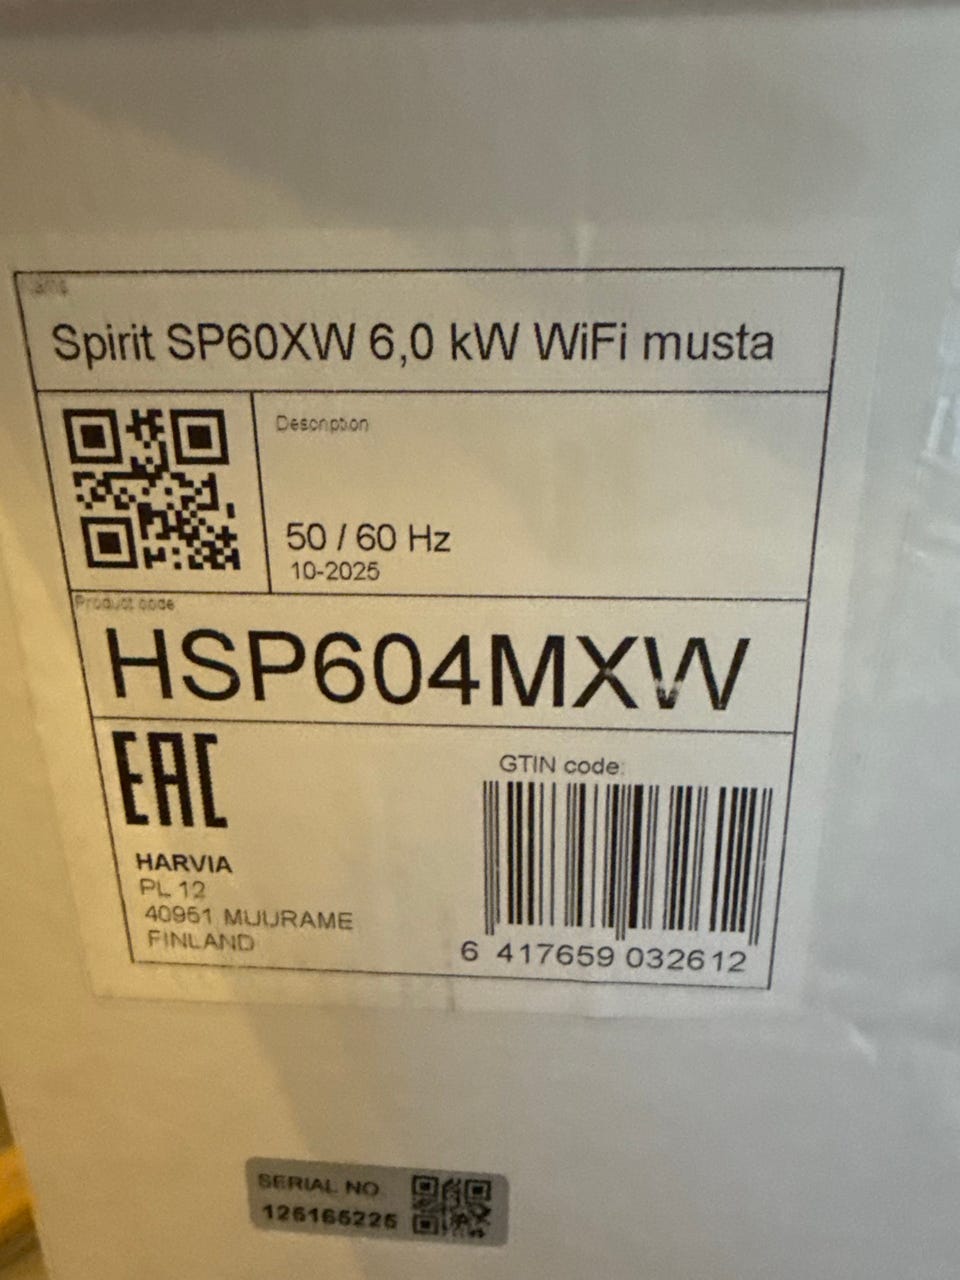 Name
Spirit SP60XW 6,0 kW WiFi musta
Description
50 / 60 Hz
10-2025
Product code
HSP604MXW
EAC
GTIN code:
HARVIA
PL 12
40951 MUURAME
FINLAND
6 417659 032612
SERIAL NO
126165225